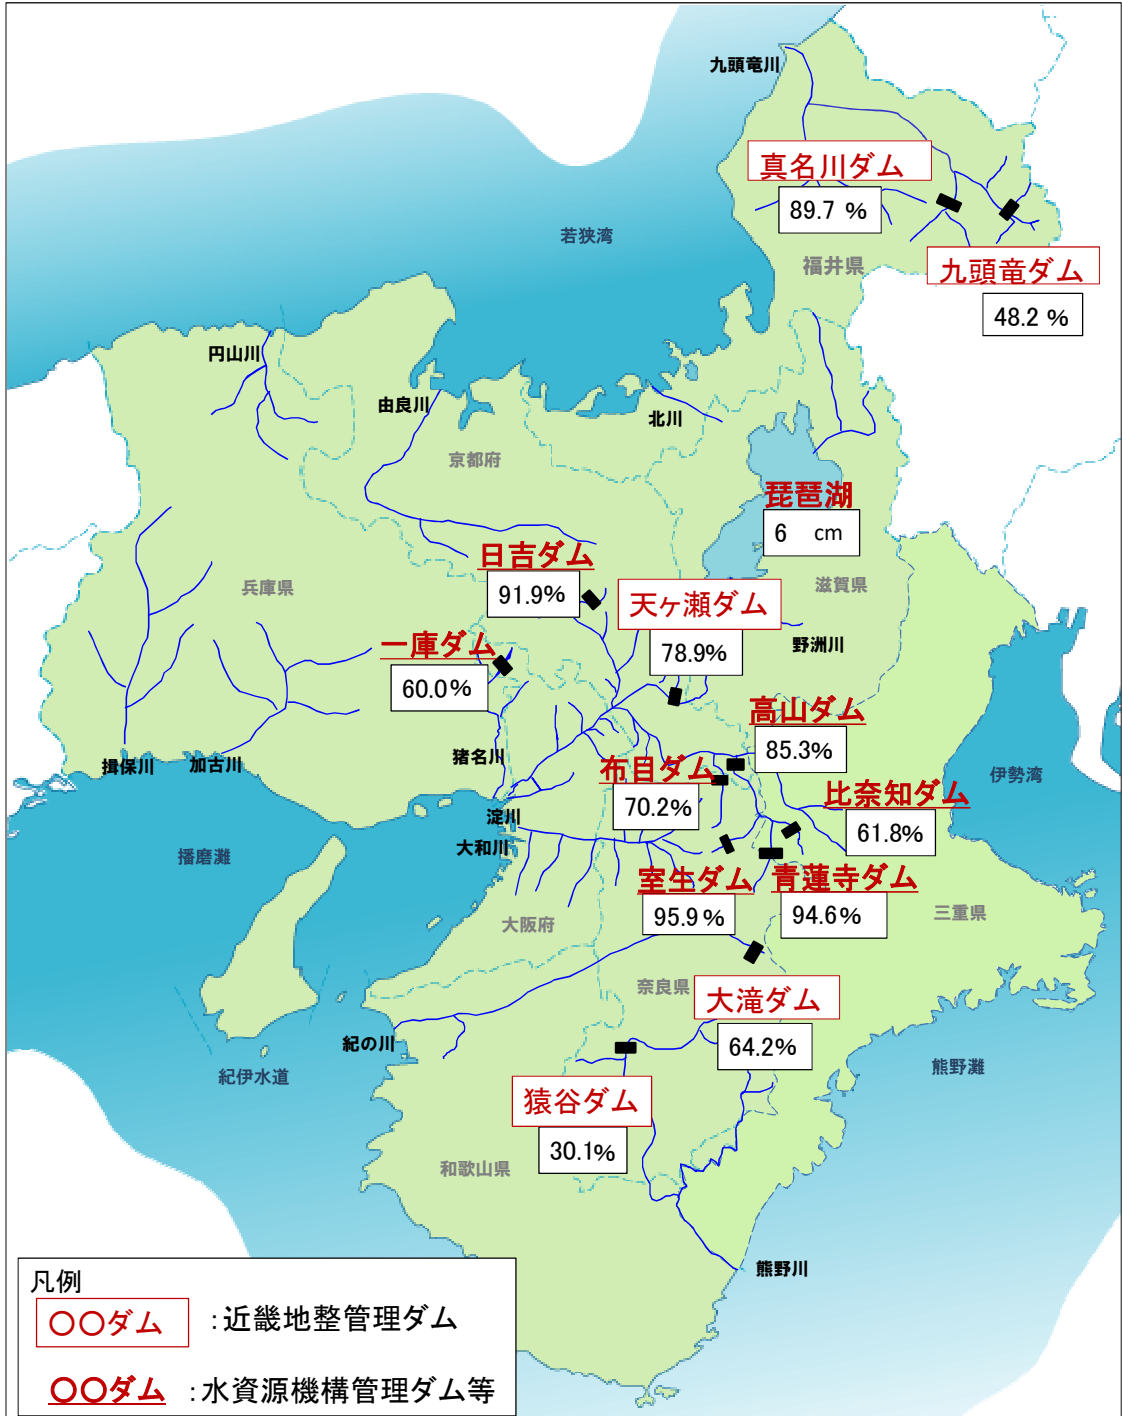 九頭竜川
真名川ダム
89.7 %
若狭湾
福井県
九頭竜ダム
48.2 %
円山川
由良川
北川
京都府
琵琶湖
6 cm
日吉ダム
91.9%
兵庫県
天ヶ瀬ダム
78.9%
滋賀県
野洲川
一庫ダム
60.0%
高山ダム
85.3%
揖保川
加古川
猪名川
布目ダム
70.2%
伊勢湾
比奈知ダム
61.8%
淀川
大和川
播磨灘
室生ダム
95.9 %
青蓮寺ダム
94.6%
大阪府
三重県
奈良県
大滝ダム
64.2%
紀の川
紀伊水道
熊野灘
猿谷ダム
30.1%
和歌山県
熊野川
凡例
〇〇ダム :近畿地整管理ダム
〇〇ダム :水資源機構管理ダム等